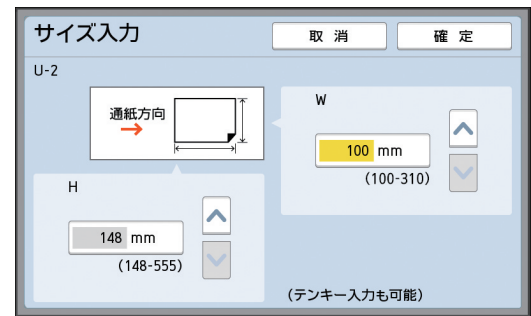 サイズ入力
取 消
確 定
U-2
通紙方向
W
100 mm
(100-310)
H
148 mm
(148-555)
(テンキー入力も可能)